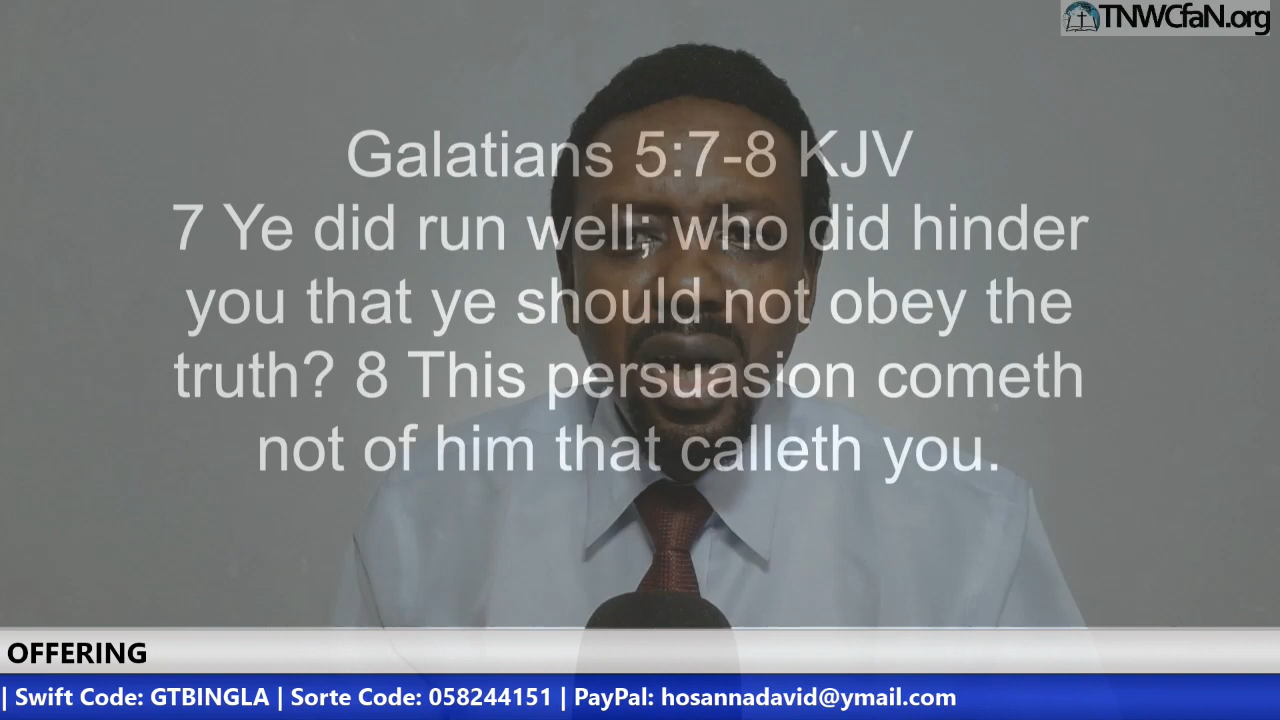 TNWCfaN.org
Galatians 5:7-8 KJV
7 Ye did run well; who did hinder
you that ye should not obey the
truth? 8 This persuasion cometh
not of him that calleth you.
OFFERING
| Swift Code: GTBINGLA | Sorte Code: 058244151 | PayPal: hosannadavid@ymail.com